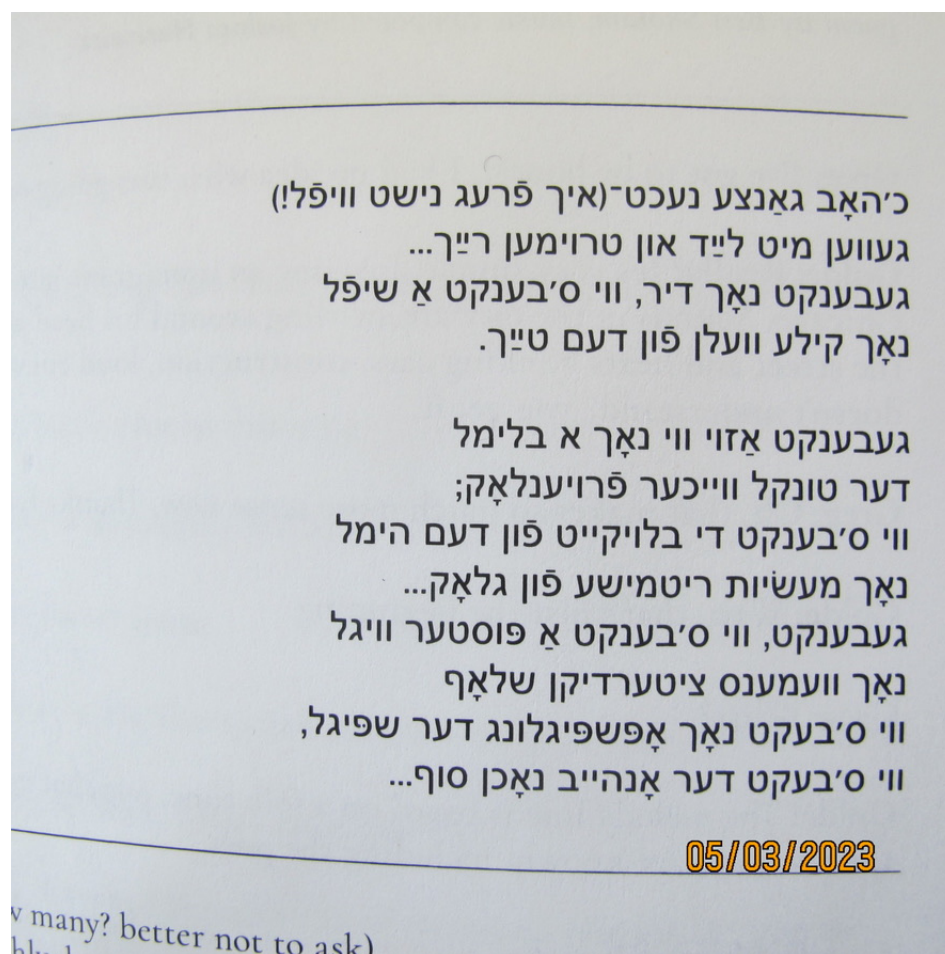 כ׳האָב גאַנצע נעכט־(איך פֿרעג נישט וויפֿל!)
געווען מיט לײַד און טרוימען רײַך...
געבענקט נאָך דיר, ווי ס׳בענקט אַ שיפֿל
נאָך קילע וועלן פֿון דעם טײַך.
געבענקט אַזוי ווי נאָך א בלימל
דער טונקל ווייכער פֿרויענלאָק;
ווי ס׳בענקט די בלויקייט פֿון דעם הימל
נאָך מעשׂיות ריטמישע פֿון גלאָק...
געבענקט, ווי ס׳בענקט אַ פּוסטער וויגל
נאָך וועמענס ציטערדיקן שלאָף
ווי ס׳בעקט נאָך אָפּשפּיגלונג דער שפּיגל,
ווי ס׳בעקט דער אָנהייב נאָכן סוף...
05/03/2023
many? better not to ask)